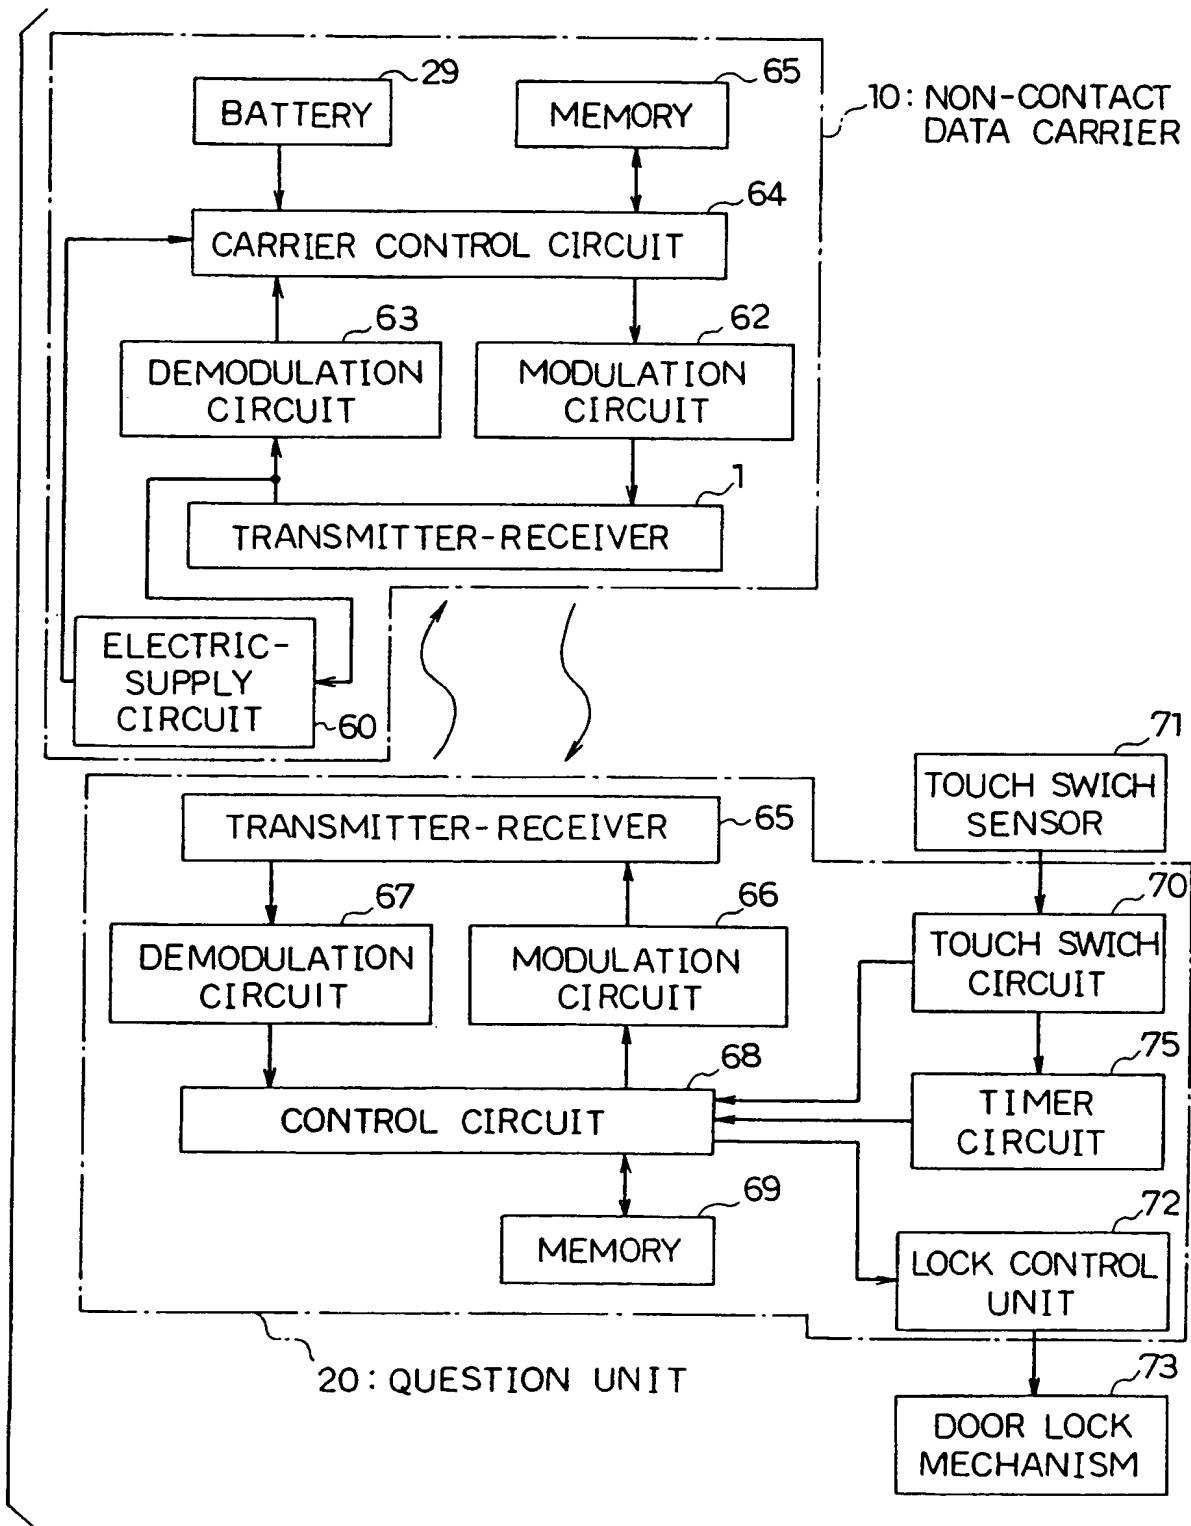 29
65
BATTERY
MEMORY
10: NON-CONTACT
DATA CARRIER
64
CARRIER CONTROL CIRCUIT
63
62
DEMODULATION
CIRCUIT
MODULATION
CIRCUIT
1
TRANSMITTER-RECEIVER
ELECTRIC-
SUPPLY
CIRCUIT
60
71
TOUCH SWICH
SENSOR
TRANSMITTER-RECEIVER
65
67
66
70
DEMODULATION
CIRCUIT
MODULATION
CIRCUIT
TOUCH SWICH
CIRCUIT
68
75
CONTROL CIRCUIT
TIMER
CIRCUIT
69
MEMORY
72
LOCK CONTROL
UNIT
20: QUESTION UNIT
73
DOOR LOCK
MECHANISM